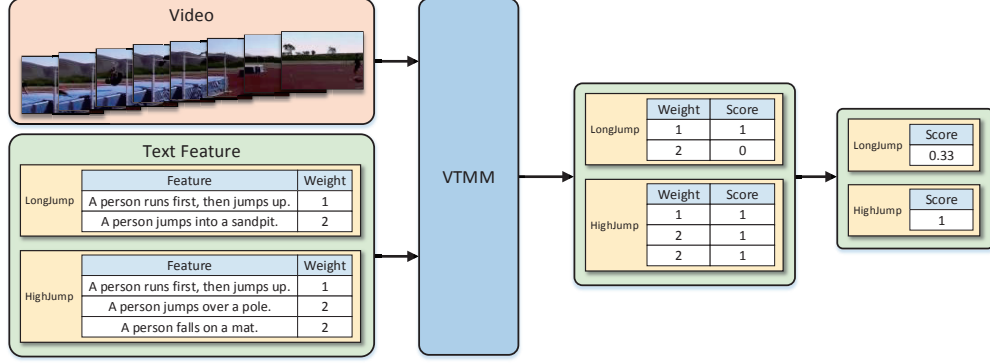 Video
Text Feature
LongJump
Feature Weight
A person runs first, then jumps up. 1
A person jumps into a sandpit. 2
HighJump
Feature Weight
A person runs first, then jumps up. 1
A person jumps over a pole. 2
A person falls on a mat. 2
VTMM
LongJump
Weight Score
1 1
2 0
HighJump
Weight Score
1 1
2 1
2 1
LongJump
Score
0.33
HighJump
Score
1